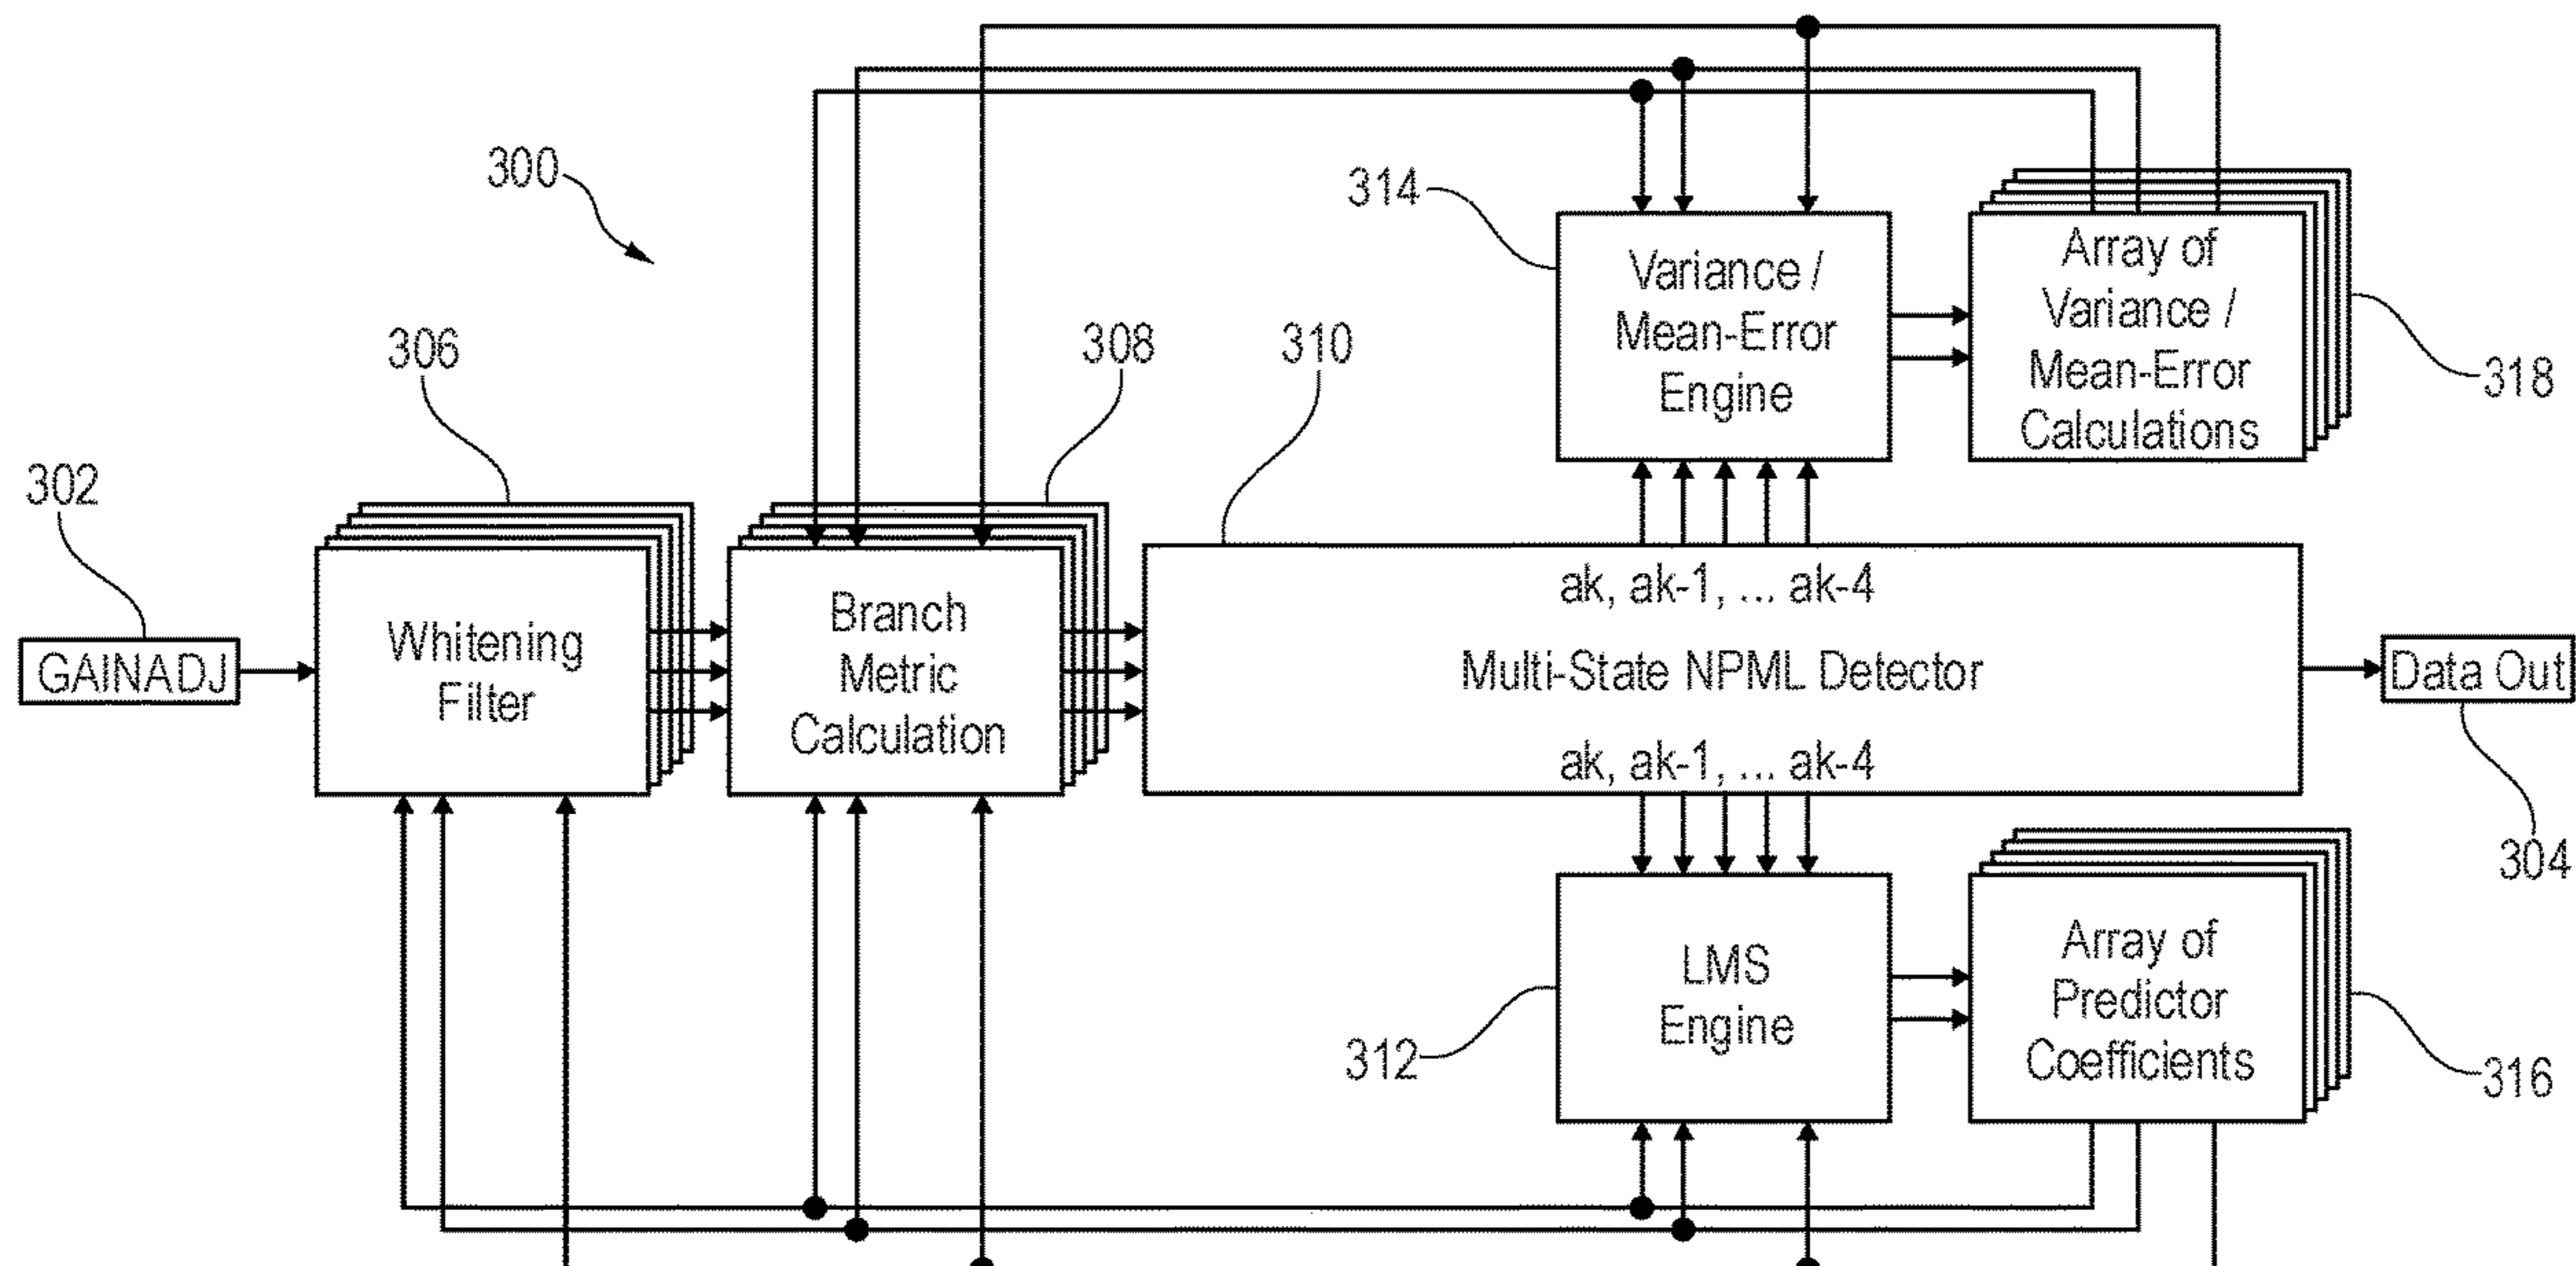 300
314
Variance /
Mean-Error
Engine
Array of
Variance /
Mean-Error
Calculations
318
306
308
310
302
GAINADJ
Whitening
Filter
Branch
Metric
Calculation
ak, ak-1, ... ak-4
Multi-State NPML Detector
ak, ak-1, ... ak-4
Data Out
304
312
LMS
Engine
Array of
Predictor
Coefficients
316